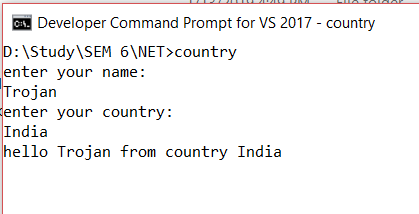 Developer Command Prompt for VS 2017 - country
D:\Study\SEM 6\NET>country
enter your name:
Trojan
enter your country:
India
hello Trojan from country India